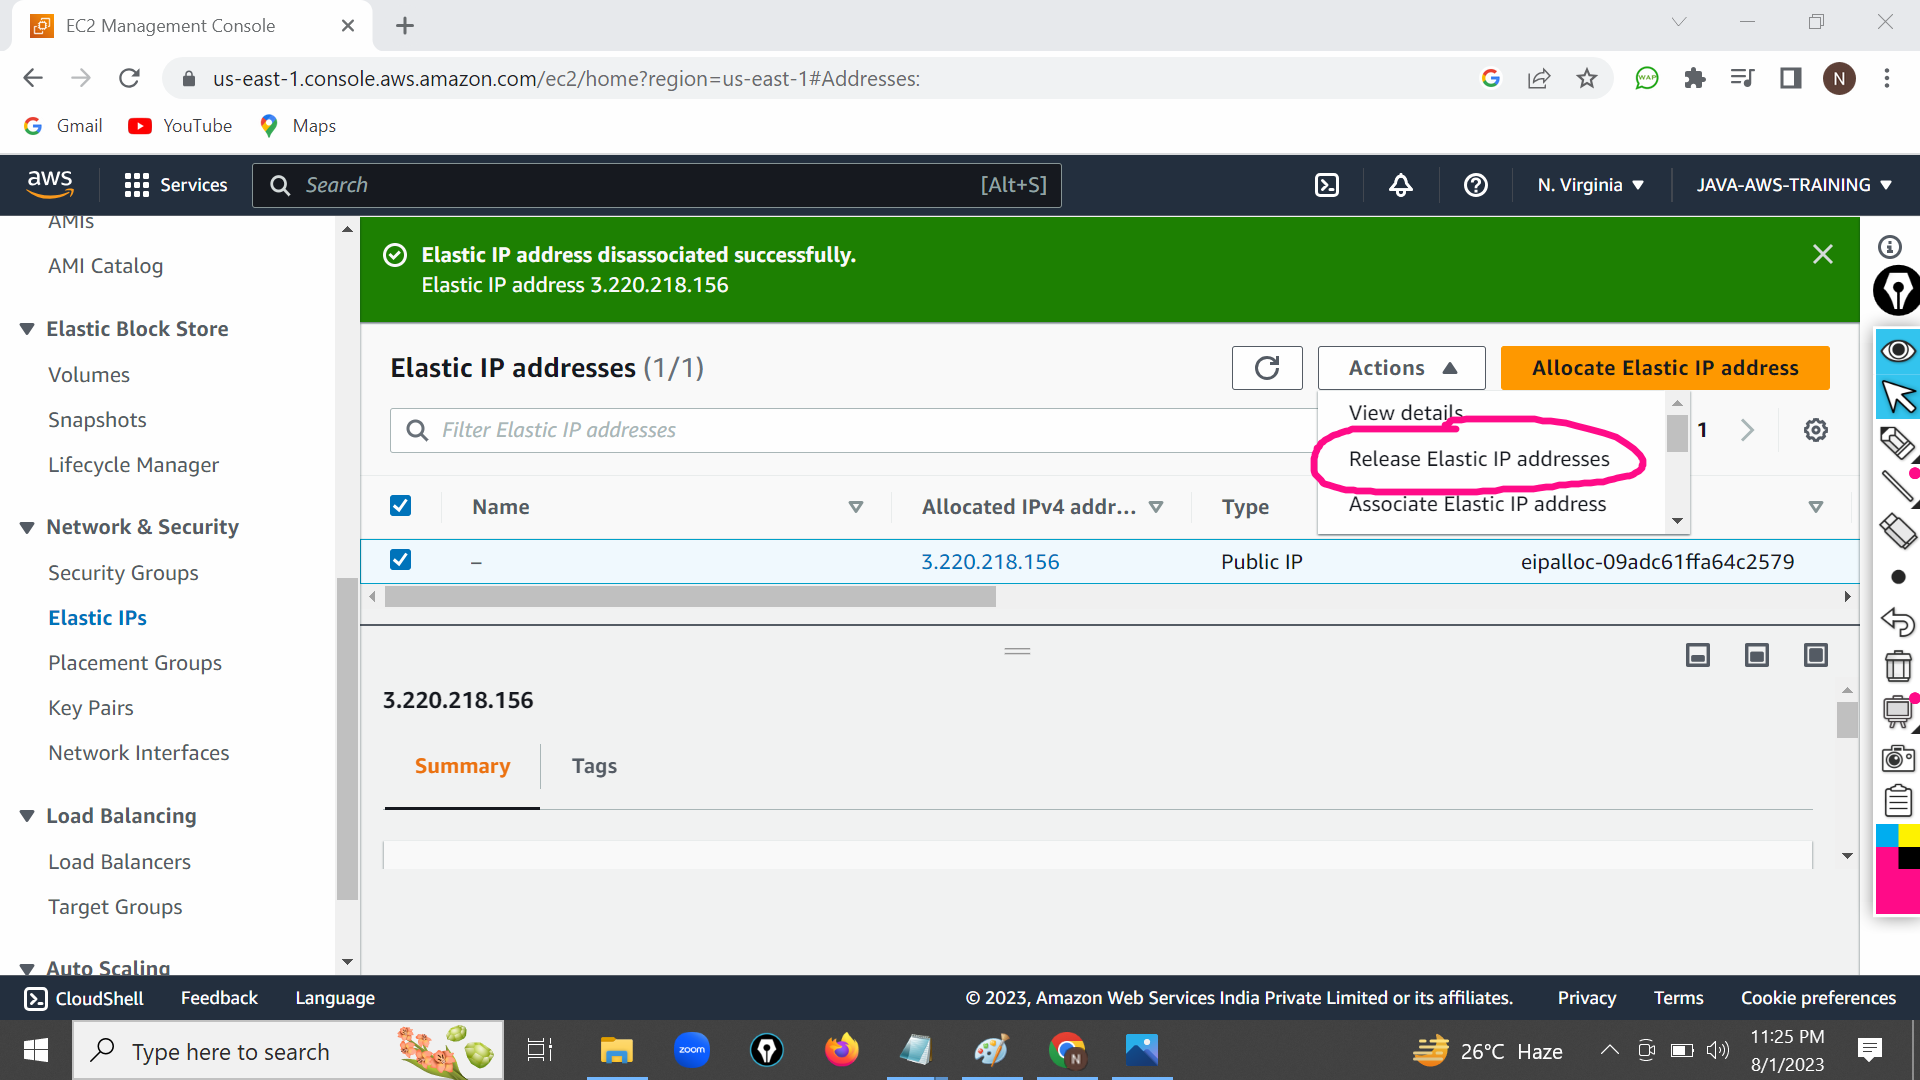 EC2 Management Console
us-east-1.console.aws.amazon.com/ec2/home?region=us-east-1#Addresses:
WAP
N
Gmail
YouTube
Maps
aws
Services
Search
[Alt+S]
N. Virginia
JAVA-AWS-TRAINING
AMIs
AMI Catalog
Elastic Block Store
Volumes
Snapshots
Lifecycle Manager
Network & Security
Security Groups
Elastic IPs
Placement Groups
Key Pairs
Network Interfaces
Load Balancing
Load Balancers
Target Groups
Auto Scaling
Elastic IP address disassociated successfully.
Elastic IP address 3.220.218.156
Elastic IP addresses (1/1)
Actions
Allocate Elastic IP address
View details
Release Elastic IP addresses
Associate Elastic IP address
Filter Elastic IP addresses
1
Name
Allocated IPv4 addr...
Type
–
3.220.218.156
Public IP
eipalloc-09adc61ffa64c2579
3.220.218.156
Summary
Tags
CloudShell
Feedback
Language
© 2023, Amazon Web Services India Private Limited or its affiliates.
Privacy
Terms
Cookie preferences
Type here to search
zoom
N
26°C Haze
11:25 PM
8/1/2023